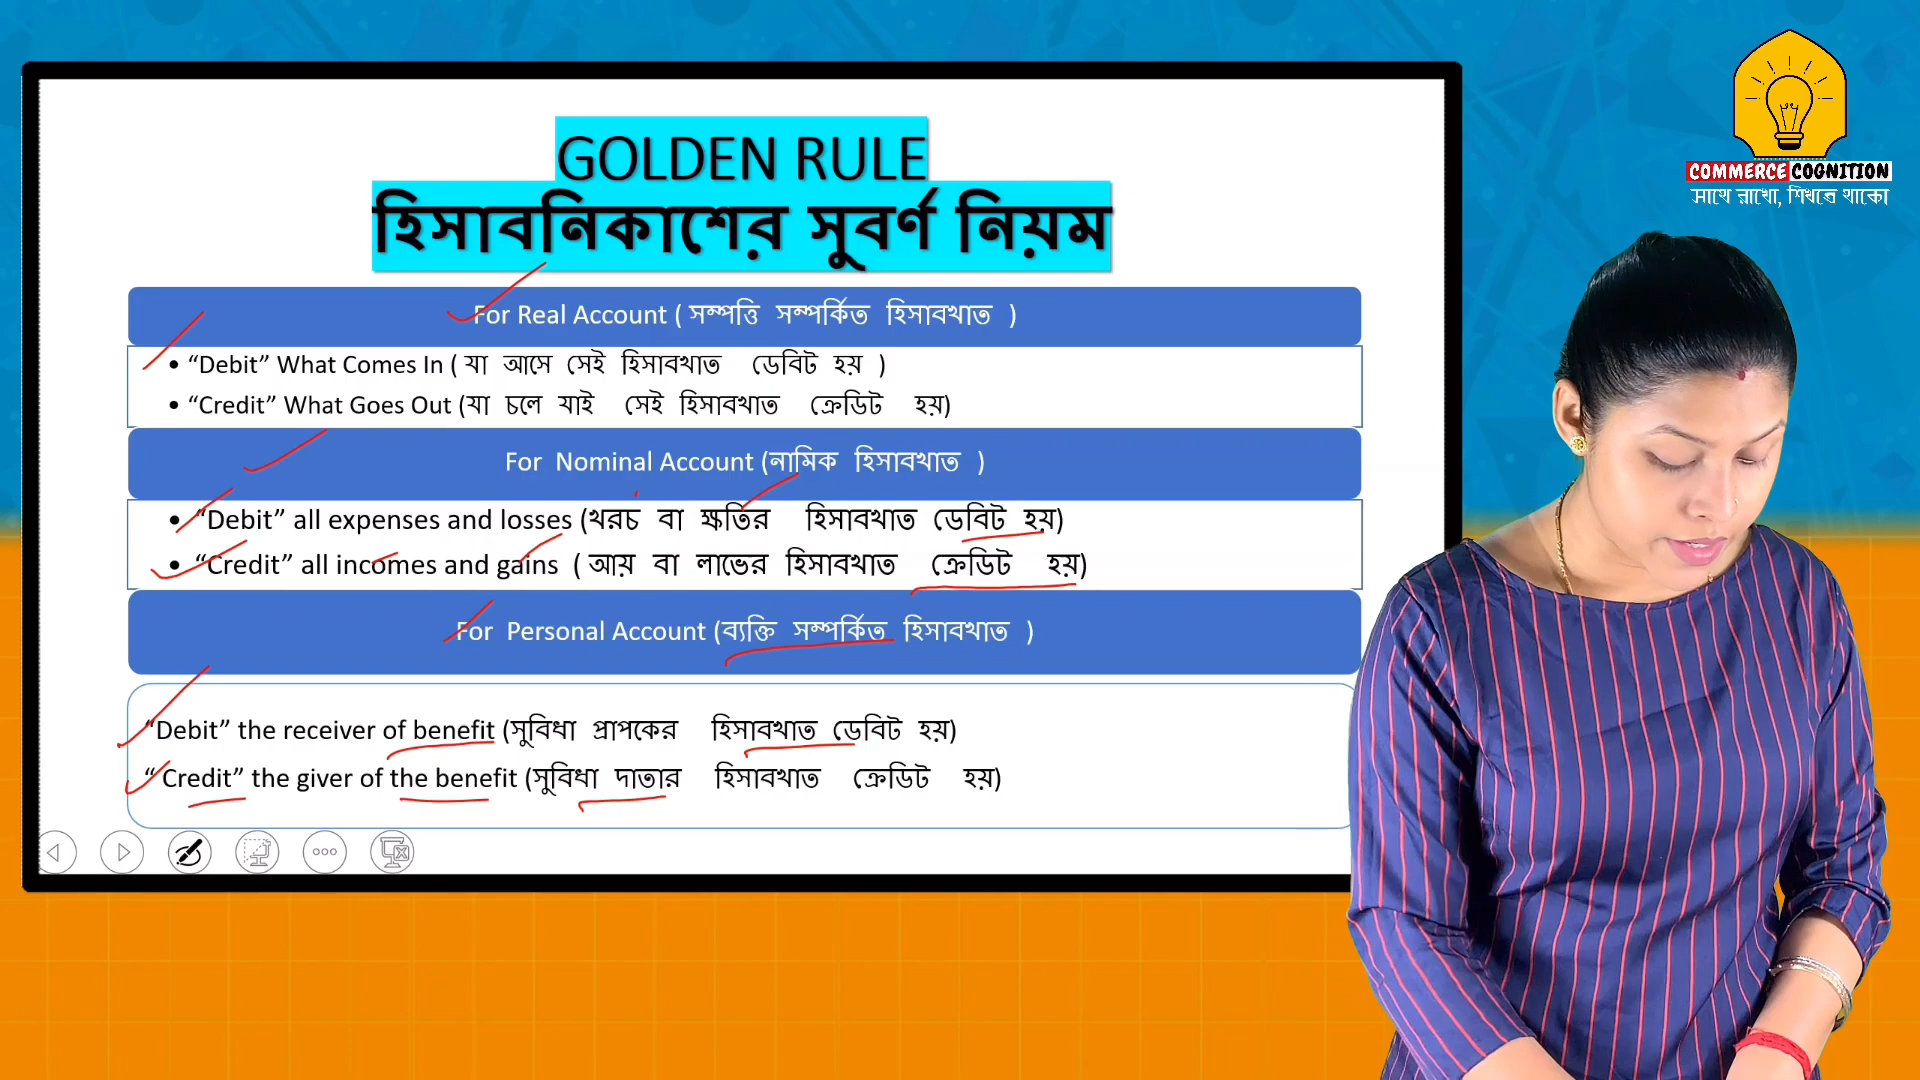 GOLDEN RULE
হিসাবনিকাশের সুবর্ণ নিয়ম
For Real Account ( সম্পত্তি সম্পর্কিত হিসাবখাত )
• “Debit” What Comes In ( যা আসে সেই হিসাবখাত ডেবিট হয় )
• “Credit” What Goes Out (যা চলে যাই সেই হিসাবখাত ক্রেডিট হয়)
For Nominal Account (নামিক হিসাবখাত )
• “Debit” all expenses and losses (খরচ বা ক্ষতির হিসাবখাত ডেবিট হয়)
• “Credit” all incomes and gains ( আয় বা লাভের হিসাবখাত ক্রেডিট হয়)
For Personal Account (ব্যক্তি সম্পর্কিত হিসাবখাত )
“Debit” the receiver of benefit (সুবিধা প্রাপকের হিসাবখাত ডেবিট হয়)
“ Credit” the giver of the benefit (সুবিধা দাতার হিসাবখাত ক্রেডিট হয়)
COMMERCE COGNITION
সাথে রাখো, শিখতে থাকো